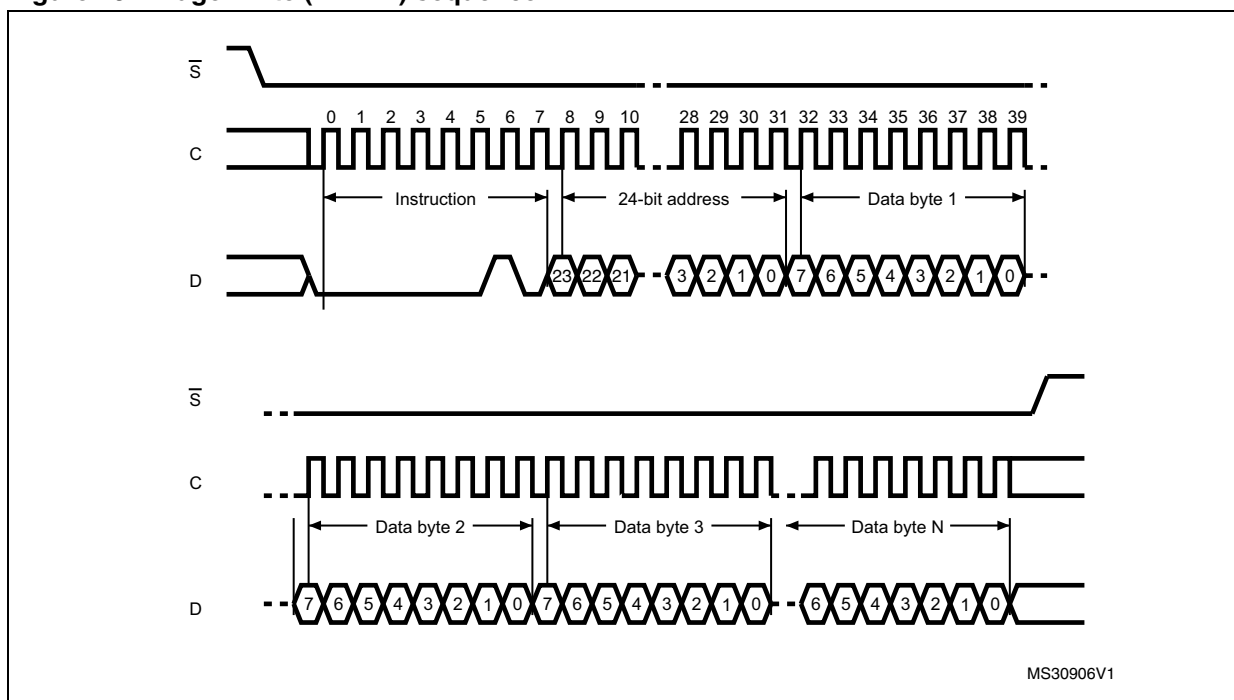 S
0 1 2 3 4 5 6 7 8 9 10 28 29 30 31 32 33 34 35 36 37 38 39
C
Instruction 24-bit address Data byte 1
D 23 22 21 3 2 1 0 7 6 5 4 3 2 1 0
S
C
Data byte 2 Data byte 3 Data byte N
D 7 6 5 4 3 2 1 0 7 6 5 4 3 2 1 0 6 5 4 3 2 1 0
MS30906V1